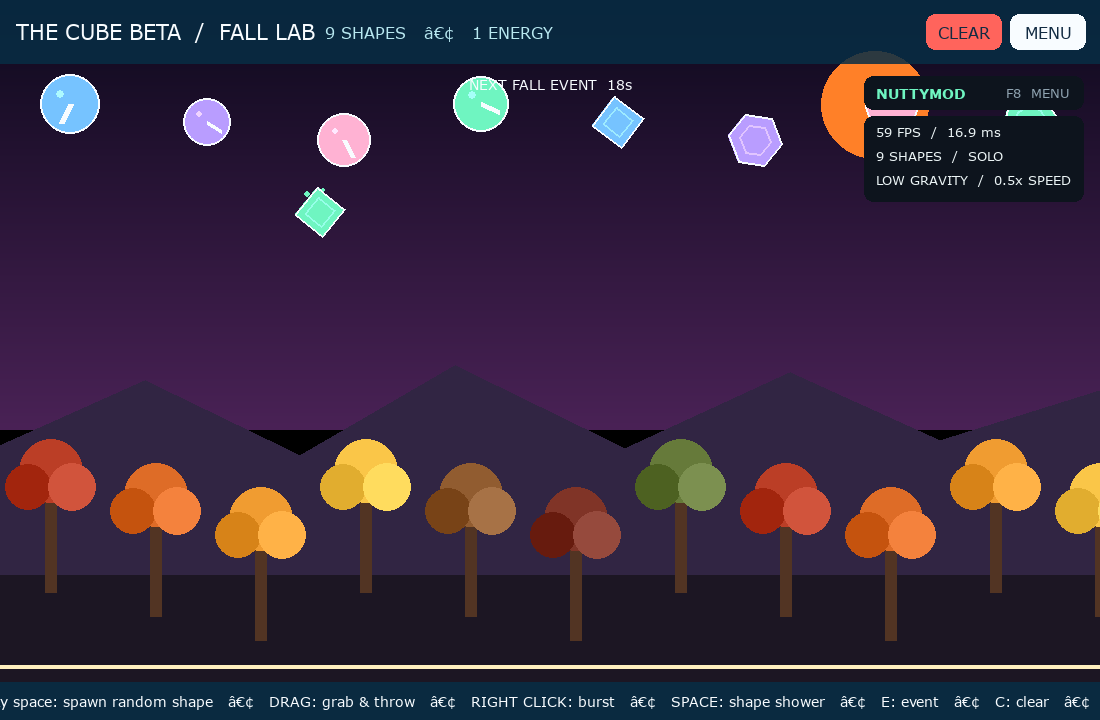 THE CUBE BETA / FALL LAB 9 SHAPES â€¢ 1 ENERGY
CLEAR
MENU
NEXT FALL EVENT 18s
NUTTYMOD F8 MENU
59 FPS / 16.9 ms
9 SHAPES / SOLO
LOW GRAVITY / 0.5x SPEED
y space: spawn random shape â€¢ DRAG: grab & throw â€¢ RIGHT CLICK: burst â€¢ SPACE: shape shower â€¢ E: event â€¢ C: clear â€¢